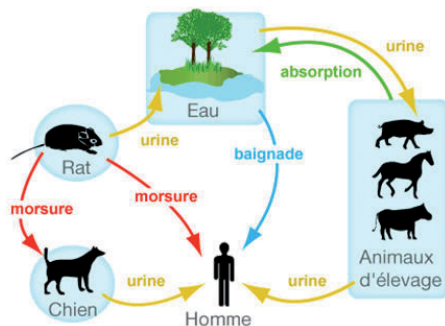 urine
absorption
Eau
urine
baignade
Rat
morsure
morsure
Animaux
d'élevage
urine
urine
Chien
Homme